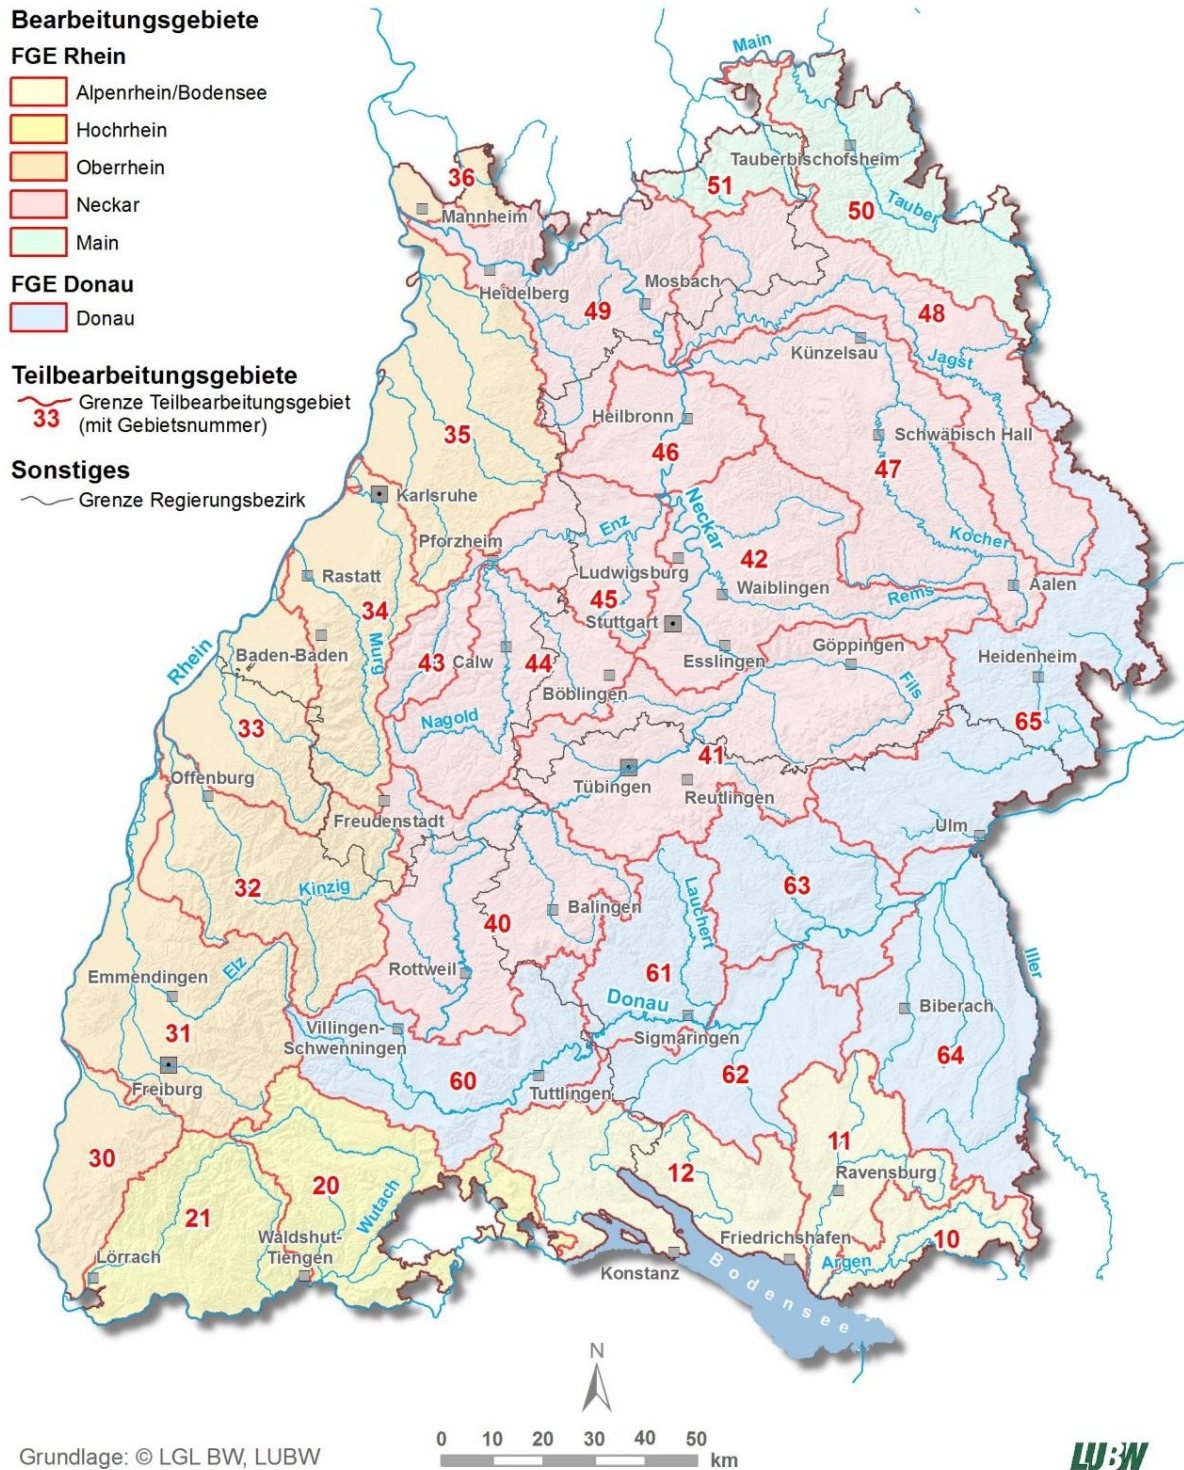 Bearbeitungsgebiete
FGE Rhein
Alpenrhein/Bodensee
Hochrhein
Oberrhein
Neckar
Main
FGE Donau
Donau
Teilbearbeitungsgebiete
33 Grenze Teilbearbeitungsgebiet
(mit Gebietsnummer)
Sonstiges
Grenze Regierungsbezirk
Main
Tauberbischofsheim
36
51
50
Tauber
Mannheim
Heidelberg
Mosbach
49
48
Künzelsau
Jagst
Heilbronn
Schwäbisch Hall
35
46
47
Karlsruhe
Neckar
Enz
Kocher
Pforzheim
42
Ludwigsburg
Rastatt
Waiblingen
Aalen
34
45
Rems
Stuttgart
Rhein
Baden-Baden
Murg
43
Calw
44
Esslingen
Göppingen
Heidenheim
Böblingen
Fils
33
Nagold
65
Offenburg
41
Tübingen
Reutlingen
Freudenstadt
Ulm
32
Kinzig
63
Lauchert
40
Balingen
Emmendingen
Elz
Rottweil
61
Iller
Donau
Biberach
31
Villingen-
Schwenningen
Sigmaringen
64
Freiburg
60
Tuttlingen
62
30
11
12
Ravensburg
20
21
Wutach
Waldshut-
Tiengen
Friedrichshafen
10
Lörrach
Argen
Konstanz
Bodensee
N
0 10 20 30 40 50
km
Grundlage: © LGL BW, LUBW
LUBW